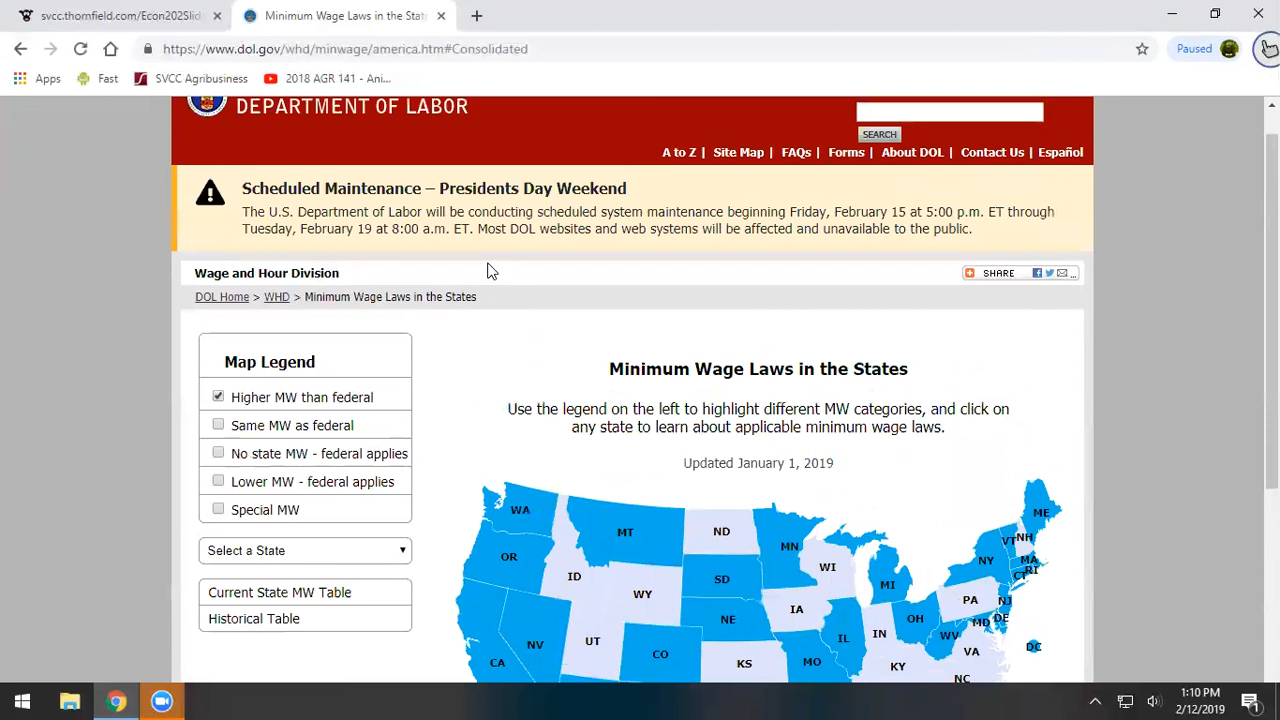 svcc.thornfield.com/Econ202Slid
Minimum Wage Laws in the Stat
https://www.dol.gov/whd/minwage/america.htm#Consolidated
Paused
Apps
Fast
SVCC Agribusiness
2018 AGR 141 - Ani...
DEPARTMENT OF LABOR
SEARCH
A to Z | Site Map | FAQs | Forms | About DOL | Contact Us | Español
Scheduled Maintenance – Presidents Day Weekend
The U.S. Department of Labor will be conducting scheduled system maintenance beginning Friday, February 15 at 5:00 p.m. ET through
Tuesday, February 19 at 8:00 a.m. ET. Most DOL websites and web systems will be affected and unavailable to the public.
Wage and Hour Division
SHARE
DOL Home > WHD > Minimum Wage Laws in the States
Map Legend
Higher MW than federal
Same MW as federal
No state MW - federal applies
Lower MW - federal applies
Special MW
Select a State
Current State MW Table
Historical Table
Minimum Wage Laws in the States
Use the legend on the left to highlight different MW categories, and click on
any state to learn about applicable minimum wage laws.
Updated January 1, 2019
WA
MT
ND
MN
ME
VT
NH
OR
ID
WY
SD
WI
MI
NY
MA
CT
RI
NV
UT
CO
NE
IA
IL
IN
OH
PA
NJ
MD
DE
WV
VA
DC
CA
KS
MO
KY
NC
1:10 PM
2/12/2019
1